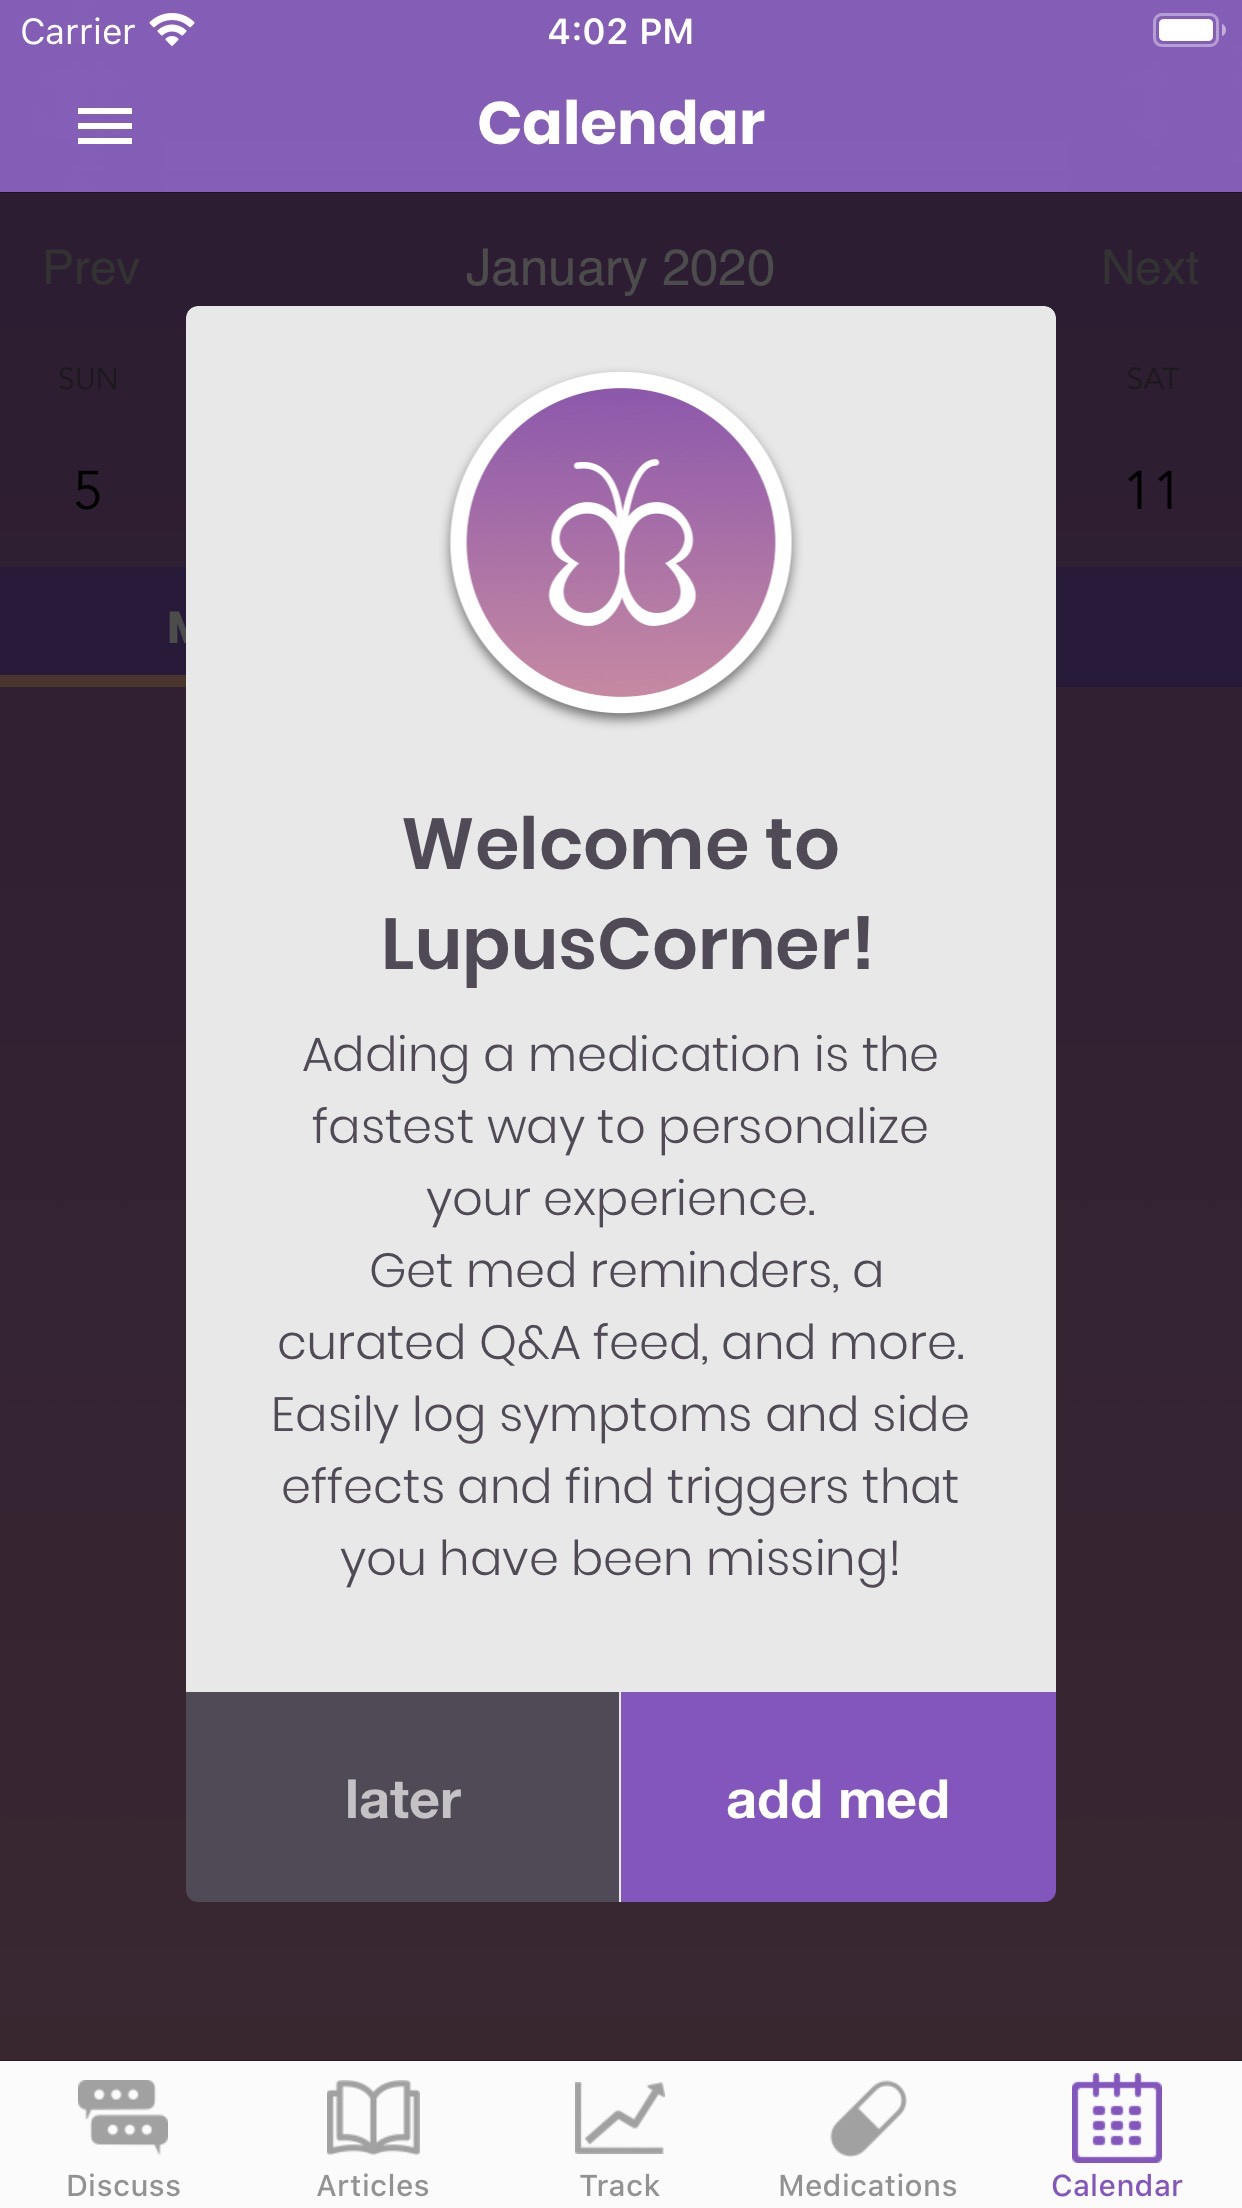 Carrier 4:02 PM
Calendar
Prev January 2020 Next
SUN SAT
5 11
Welcome to
LupusCorner!
Adding a medication is the
fastest way to personalize
your experience.
Get med reminders, a
curated Q&A feed, and more.
Easily log symptoms and side
effects and find triggers that
you have been missing!
later add med
Discuss Articles Track Medications Calendar